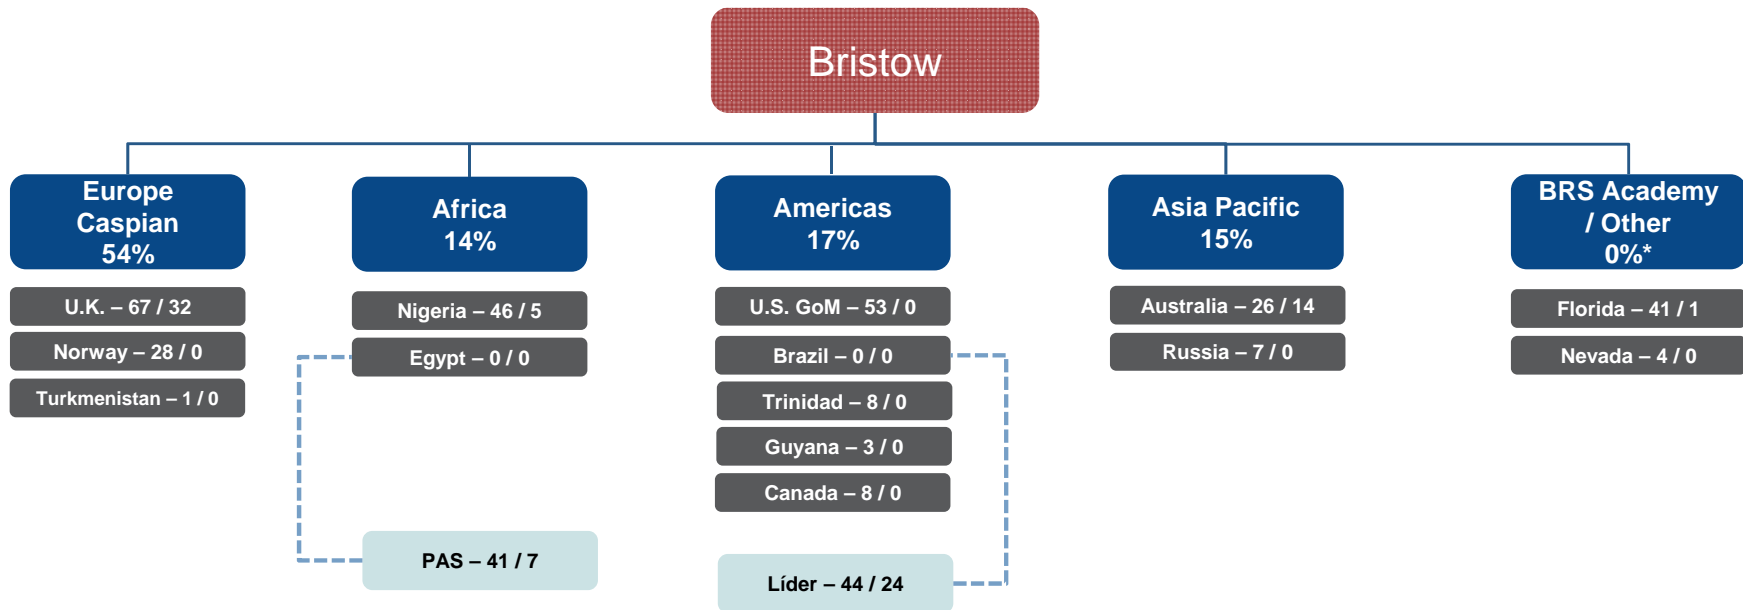 Bristow
Europe
Caspian
54%
U.K. – 67 / 32
Norway – 28 / 0
Turkmenistan – 1 / 0
Africa
14%
Nigeria – 46 / 5
Egypt – 0 / 0
PAS – 41 / 7
Americas
17%
U.S. GoM – 53 / 0
Brazil – 0 / 0
Trinidad – 8 / 0
Guyana – 3 / 0
Canada – 8 / 0
Líder – 44 / 24
Asia Pacific
15%
Australia – 26 / 14
Russia – 7 / 0
BRS Academy
/ Other
0%*
Florida – 41 / 1
Nevada – 4 / 0